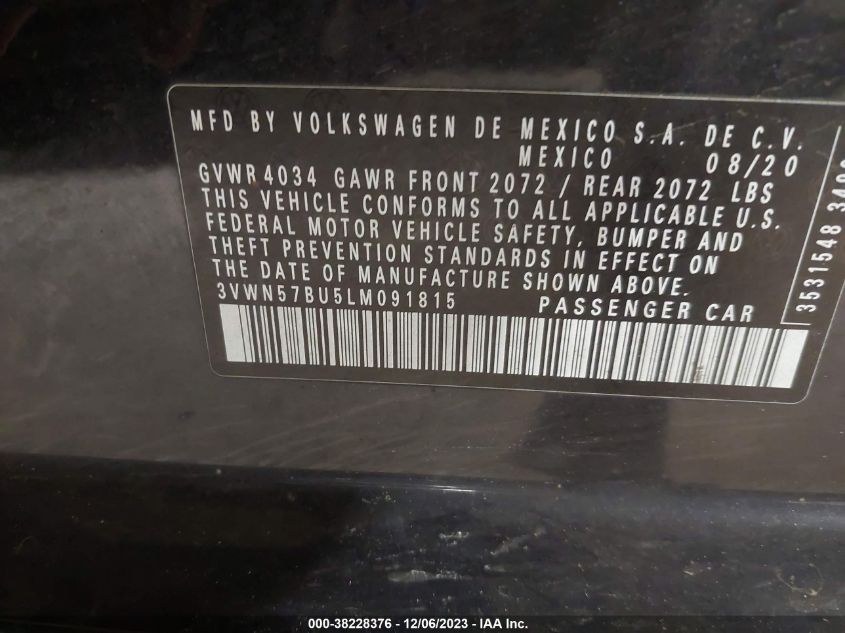 MFD BY VOLKSWAGEN DE MEXICO S.A. DE C.V.
MEXICO 08/20
GVWR 4034 GAWR FRONT 2072 / REAR 2072 LBS
THIS VEHICLE CONFORMS TO ALL APPLICABLE U.S.
FEDERAL MOTOR VEHICLE SAFETY, BUMPER AND
THEFT PREVENTION STANDARDS IN EFFECT ON
THE DATE OF MANUFACTURE SHOWN ABOVE.
3VWN57BU5LM091815 PASSENGER CAR
3531548
000-38228376 - 12/06/2023 - IAA Inc.